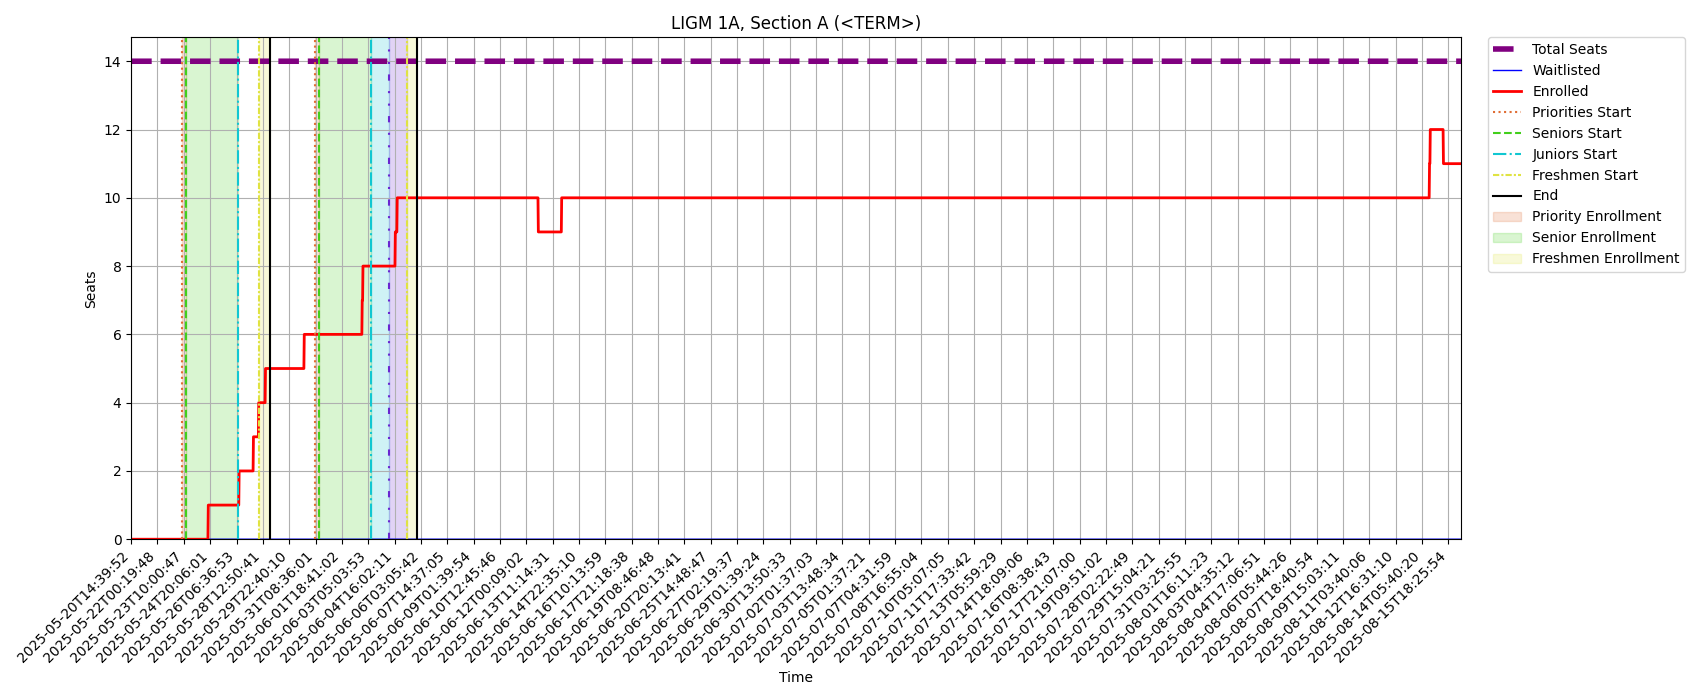 LIGM 1A, Section A (<TERM>)
14
12
10
8
6
4
2
0
Seats
2025-05-20T14:39:52
2025-05-22T00:19:48
2025-05-23T10:00:47
2025-05-24T20:06:01
2025-05-26T06:36:53
2025-05-28T12:50:41
2025-05-29T22:40:10
2025-05-31T08:36:01
2025-06-01T18:41:02
2025-06-03T05:03:53
2025-06-04T16:02:11
2025-06-06T03:05:42
2025-06-07T14:37:05
2025-06-09T01:39:54
2025-06-10T12:45:46
2025-06-12T00:09:02
2025-06-13T11:14:31
2025-06-14T22:35:10
2025-06-16T10:13:59
2025-06-17T21:18:38
2025-06-19T08:46:48
2025-06-20T20:13:41
2025-06-25T14:48:47
2025-06-27T02:19:37
2025-06-29T01:39:24
2025-06-30T13:50:33
2025-07-02T01:37:03
2025-07-03T13:48:34
2025-07-05T01:37:21
2025-07-07T04:31:59
2025-07-08T16:55:04
2025-07-10T05:07:05
2025-07-11T17:33:42
2025-07-13T05:59:29
2025-07-14T18:09:06
2025-07-16T08:38:43
2025-07-17T21:07:00
2025-07-19T09:51:02
2025-07-28T02:22:49
2025-07-29T15:04:21
2025-07-31T03:25:55
2025-08-01T16:11:23
2025-08-03T04:35:12
2025-08-04T17:06:51
2025-08-06T05:44:26
2025-08-07T18:40:54
2025-08-09T15:03:11
2025-08-11T03:40:06
2025-08-12T16:31:10
2025-08-14T05:40:20
2025-08-15T18:25:54
Time
Total Seats
Waitlisted
Enrolled
Priorities Start
Seniors Start
Juniors Start
Freshmen Start
End
Priority Enrollment
Senior Enrollment
Freshmen Enrollment